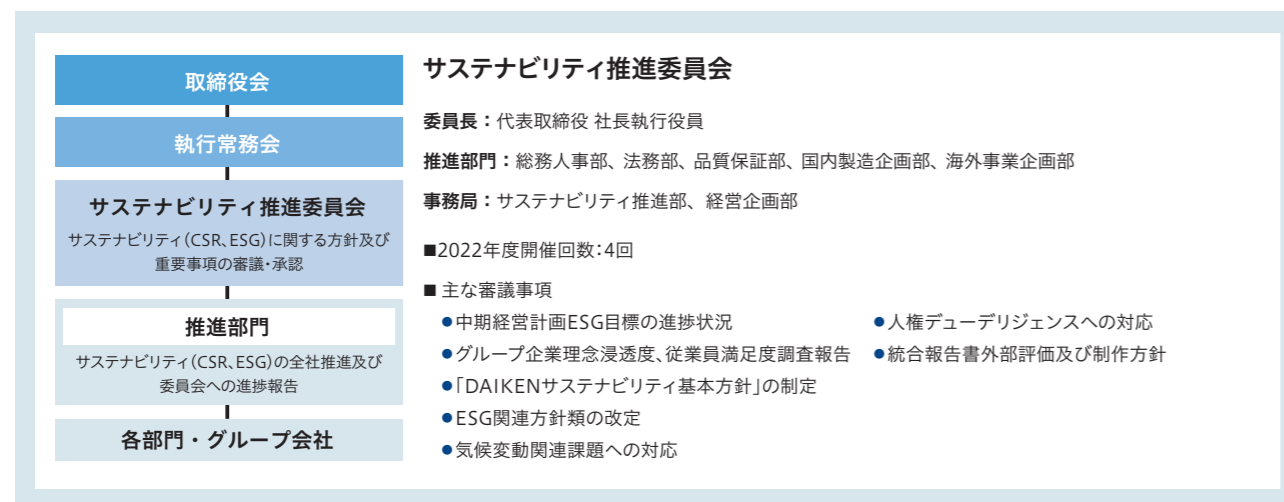 取締役会
執行常務会
サステナビリティ推進委員会
サステナビリティ(CSR、ESG)に関する方針及び
重要事項の審議・承認
推進部門
サステナビリティ(CSR、ESG)の全社推進及び
委員会への進捗報告
各部門・グループ会社
サステナビリティ推進委員会
委員長：代表取締役 社長執行役員
推進部門：総務人事部、法務部、品質保証部、国内製造企画部、海外事業企画部
事務局：サステナビリティ推進部、経営企画部
■2022年度開催回数：4回
■ 主な審議事項
●中期経営計画ESG目標の進捗状況
●グループ企業理念浸透度、従業員満足度調査報告
●「DAIKENサステナビリティ基本方針」の制定
●ESG関連方針類の改定
●気候変動関連課題への対応
●人権デューデリジェンスへの対応
●統合報告書外部評価及び制作方針